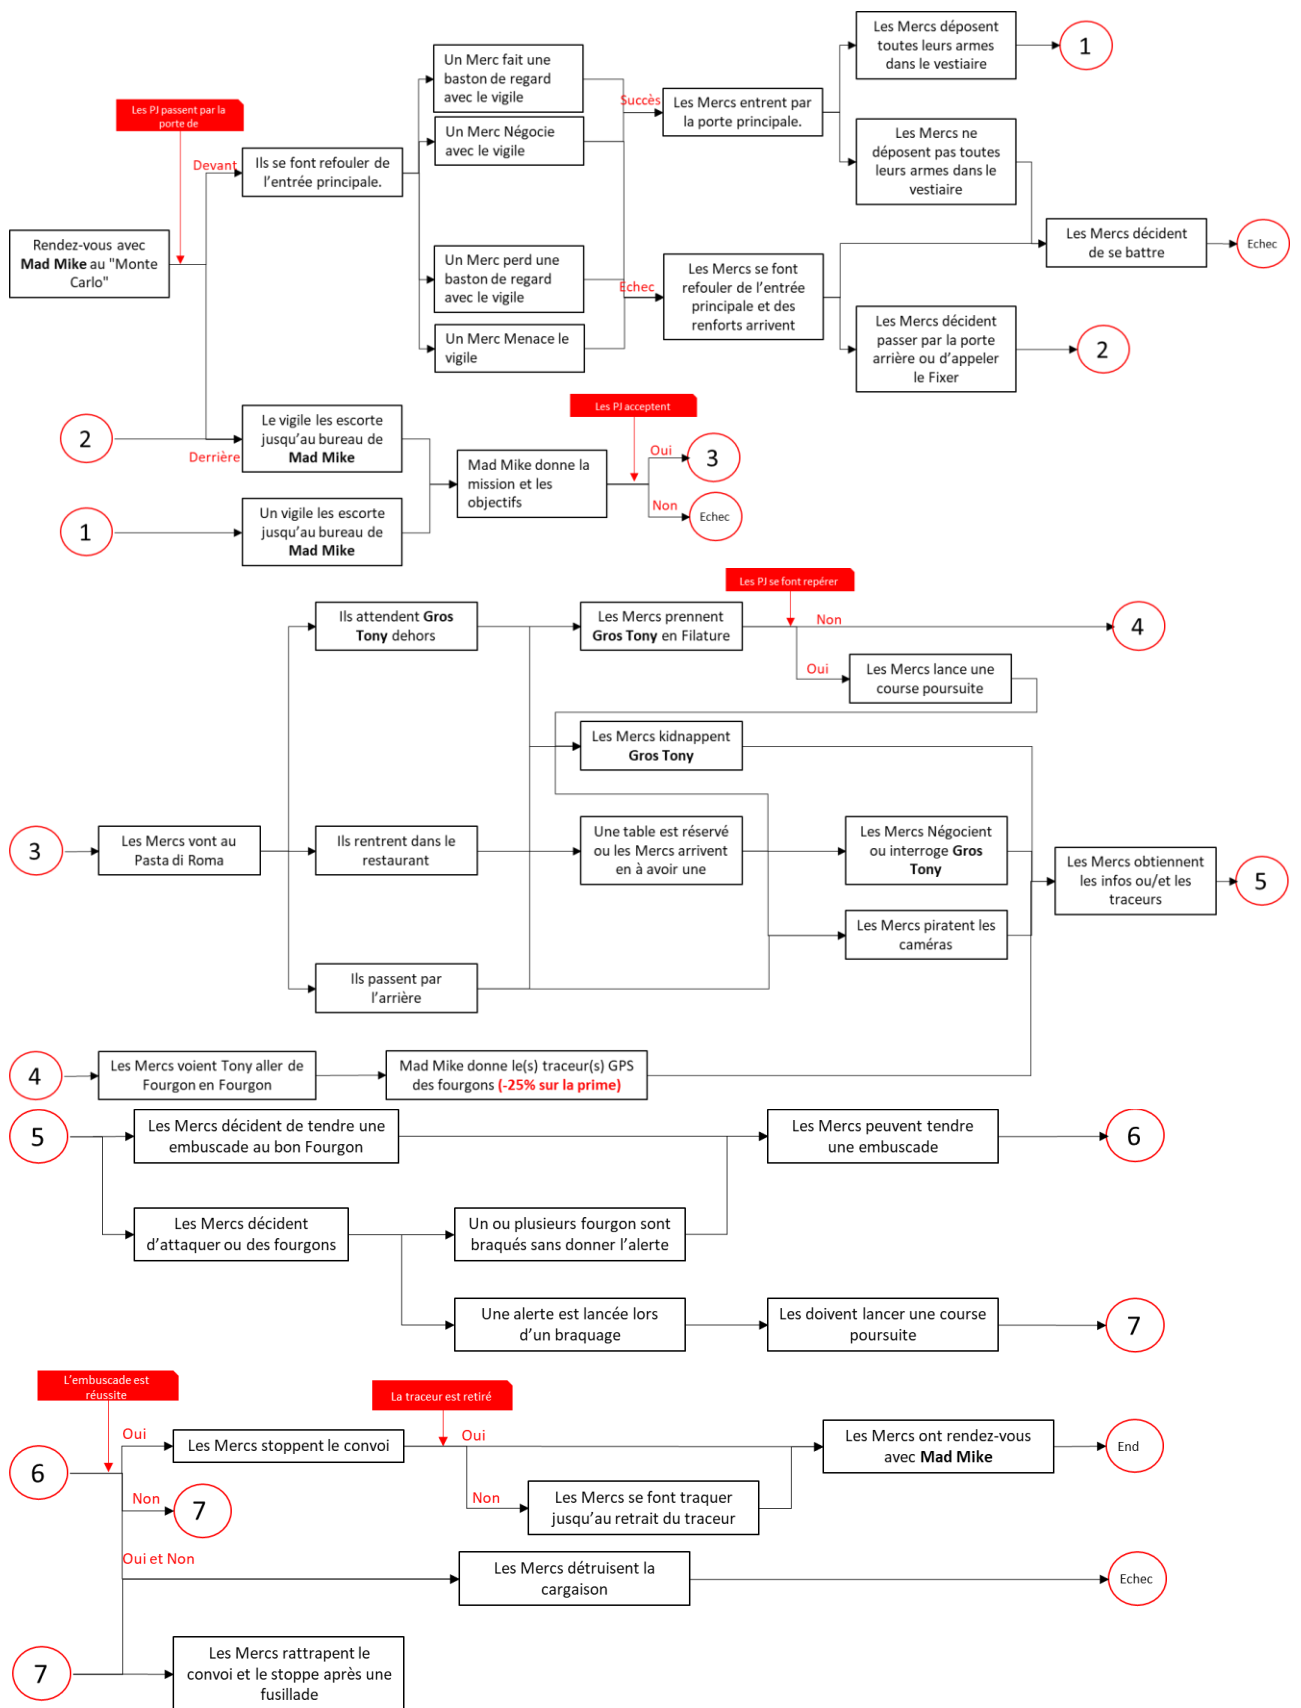 Les Mercs déposent
toutes leurs armes
dans le vestiaire
1
Un Merc fait une
baston de regard
avec le vigile
Les PJ passent par la
porte de
Succès
Les Mercs entrent par
la porte principale.
Un Merc Négocie
avec le vigile
Les Mercs ne
déposent pas toutes
leurs armes dans le
vestiaire
Devant
Ils se font refouler de
l'entrée principale.
Rendez-vous avec
Mad Mike au "Monte
Carlo"
Les Mercs décident
de se battre
Echec
Un Merc perd une
baston de regard
avec le vigile
Echec
Les Mercs se font
refouler de l'entrée
principale et des
renforts arrivent
Un Merc Menace le
vigile
Les Mercs décident
passer par la porte
arrière ou d'appeler
le Fixer
2
Les PJ acceptent
2
Derrière
Le vigile les escorte
jusqu'au bureau de
Mad Mike
Mad Mike donne la
mission et les
objectifs
Oui
3
Non
Echec
1
Un vigile les escorte
jusqu'au bureau de
Mad Mike
Les PJ se font repérer
Ils attendent Gros
Tony dehors
Les Mercs prennent
Gros Tony en Filature
Non
4
Oui
Les Mercs lance une
course poursuite
Les Mercs kidnappent
Gros Tony
3
Les Mercs vont au
Pasta di Roma
Ils rentrent dans le
restaurant
Une table est réservé
ou les Mercs arrivent
en à avoir une
Les Mercs Négocient
ou interroge Gros
Tony
Les Mercs obtiennent
les infos ou/et les
traceurs
5
Les Mercs piratent les
caméras
Ils passent par
l'arrière
4
Les Mercs voient Tony aller de
Fourgon en Fourgon
Mad Mike donne le(s) traceur(s) GPS
des fourgons (-25% sur la prime)
5
Les Mercs décident de tendre une
embuscade au bon Fourgon
Les Mercs peuvent tendre
une embuscade
6
Les Mercs décident
d'attaquer ou des fourgons
Un ou plusieurs fourgon sont
braqués sans donner l'alerte
Une alerte est lancée lors
d'un braquage
Les doivent lancer une course
poursuite
7
L'embuscade est
réussite
La traceur est retiré
6
Oui
Les Mercs stoppent le convoi
Oui
Les Mercs ont rendez-vous
avec Mad Mike
End
Non
7
Non
Les Mercs se font traquer
jusqu'au retrait du traceur
Oui et Non
Les Mercs détruisent la
cargaison
Echec
7
Les Mercs rattrapent le
convoi et le stoppe après une
fusillade